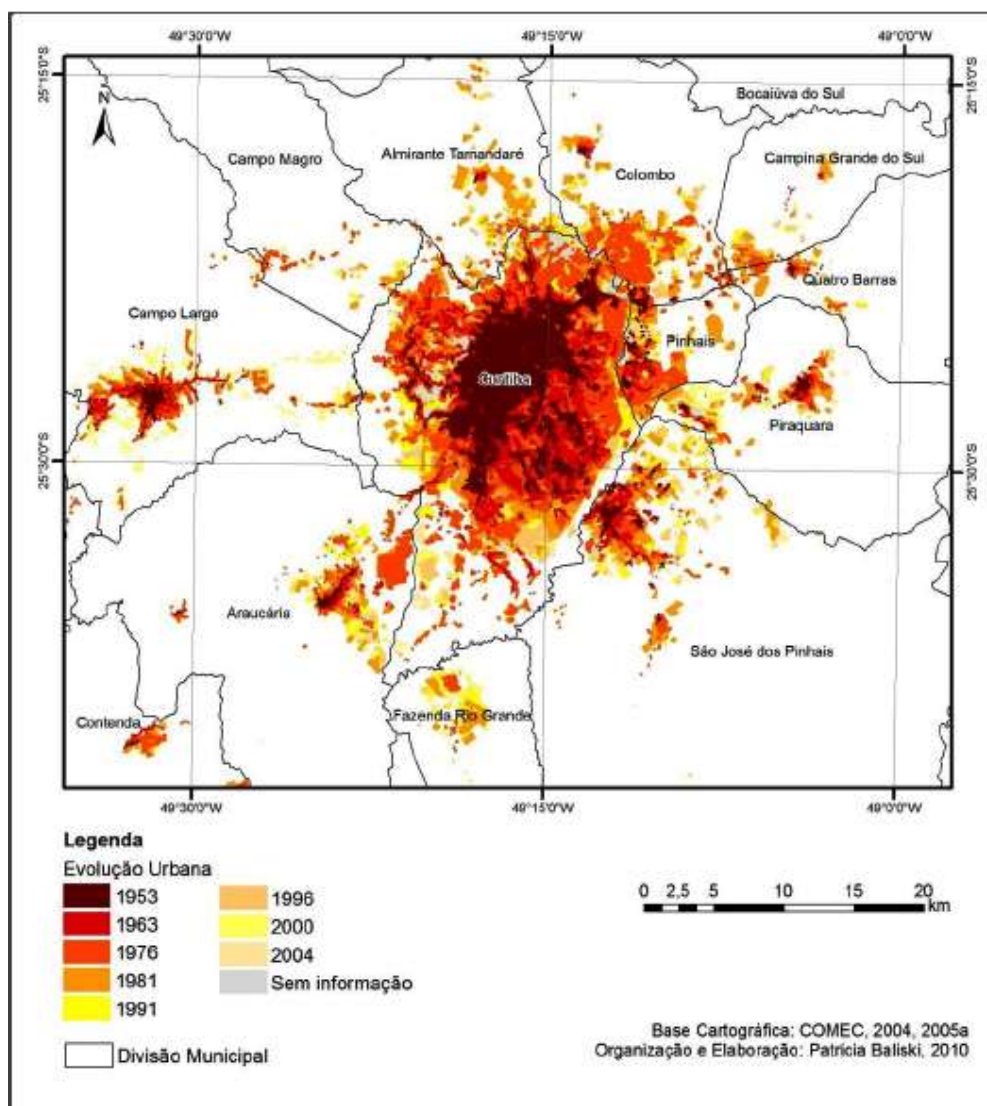 49°30'0"W 49°15'0"W 49°0'0"W
25°15'0"S 25°15'0"S
N
Bocaiúva do Sul
Campo Magro Almirante Tamandaré Campina Grande do Sul
Colombo
Quatro Barras
Campo Largo
Pinhais
Curitiba
Piraquara
25°30'0"S 25°30'0"S
Araucária
São José dos Pinhais
Contenda Fazenda Rio Grande
49°30'0"W 49°15'0"W 49°0'0"W
Legenda
Evolução Urbana
1953
1963
1976
1981
1991
1996
2000
2004
Sem informação
Divisão Municipal
0 2,5 5 10 15 20
km
Base Cartográfica: COMEC, 2004, 2005a
Organização e Elaboração: Patricia Baliski, 2010